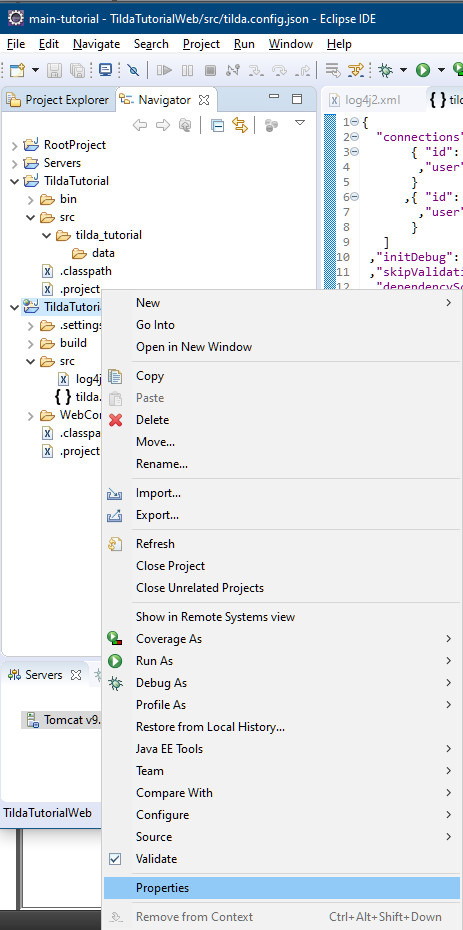 main-tutorial - TildaTutorialWeb/src/tilda.config.json - Eclipse IDE
File Edit Navigate Search Project Run Window Help
Project Explorer Navigator
RootProject
Servers
TildaTutorial
bin
src
tilda_tutorial
data
.classpath
.project
TildaTutoria
.settings
build
src
log4j
tilda.
WebCon
.classpath
.project
log4j2.xml {} til
1 {
2 "connections"
3 { "id":
4 ,"user"
5 }
6 ,{ "id":
7 ,"user"
8 }
9 ]
10 ,"initDebug":
11 ,"skipValidati
12 "dependencySc
New
Go Into
Open in New Window
Copy
Paste
Delete
Move...
Rename...
Import...
Export...
Refresh
Close Project
Close Unrelated Projects
Show in Remote Systems view
Coverage As
Run As
Debug As
Profile As
Restore from Local History...
Java EE Tools
Team
Compare With
Configure
Source
Validate
Properties
Remove from Context Ctrl+Alt+Shift+Down
Servers
Tomcat v9.
TildaTutorialWeb